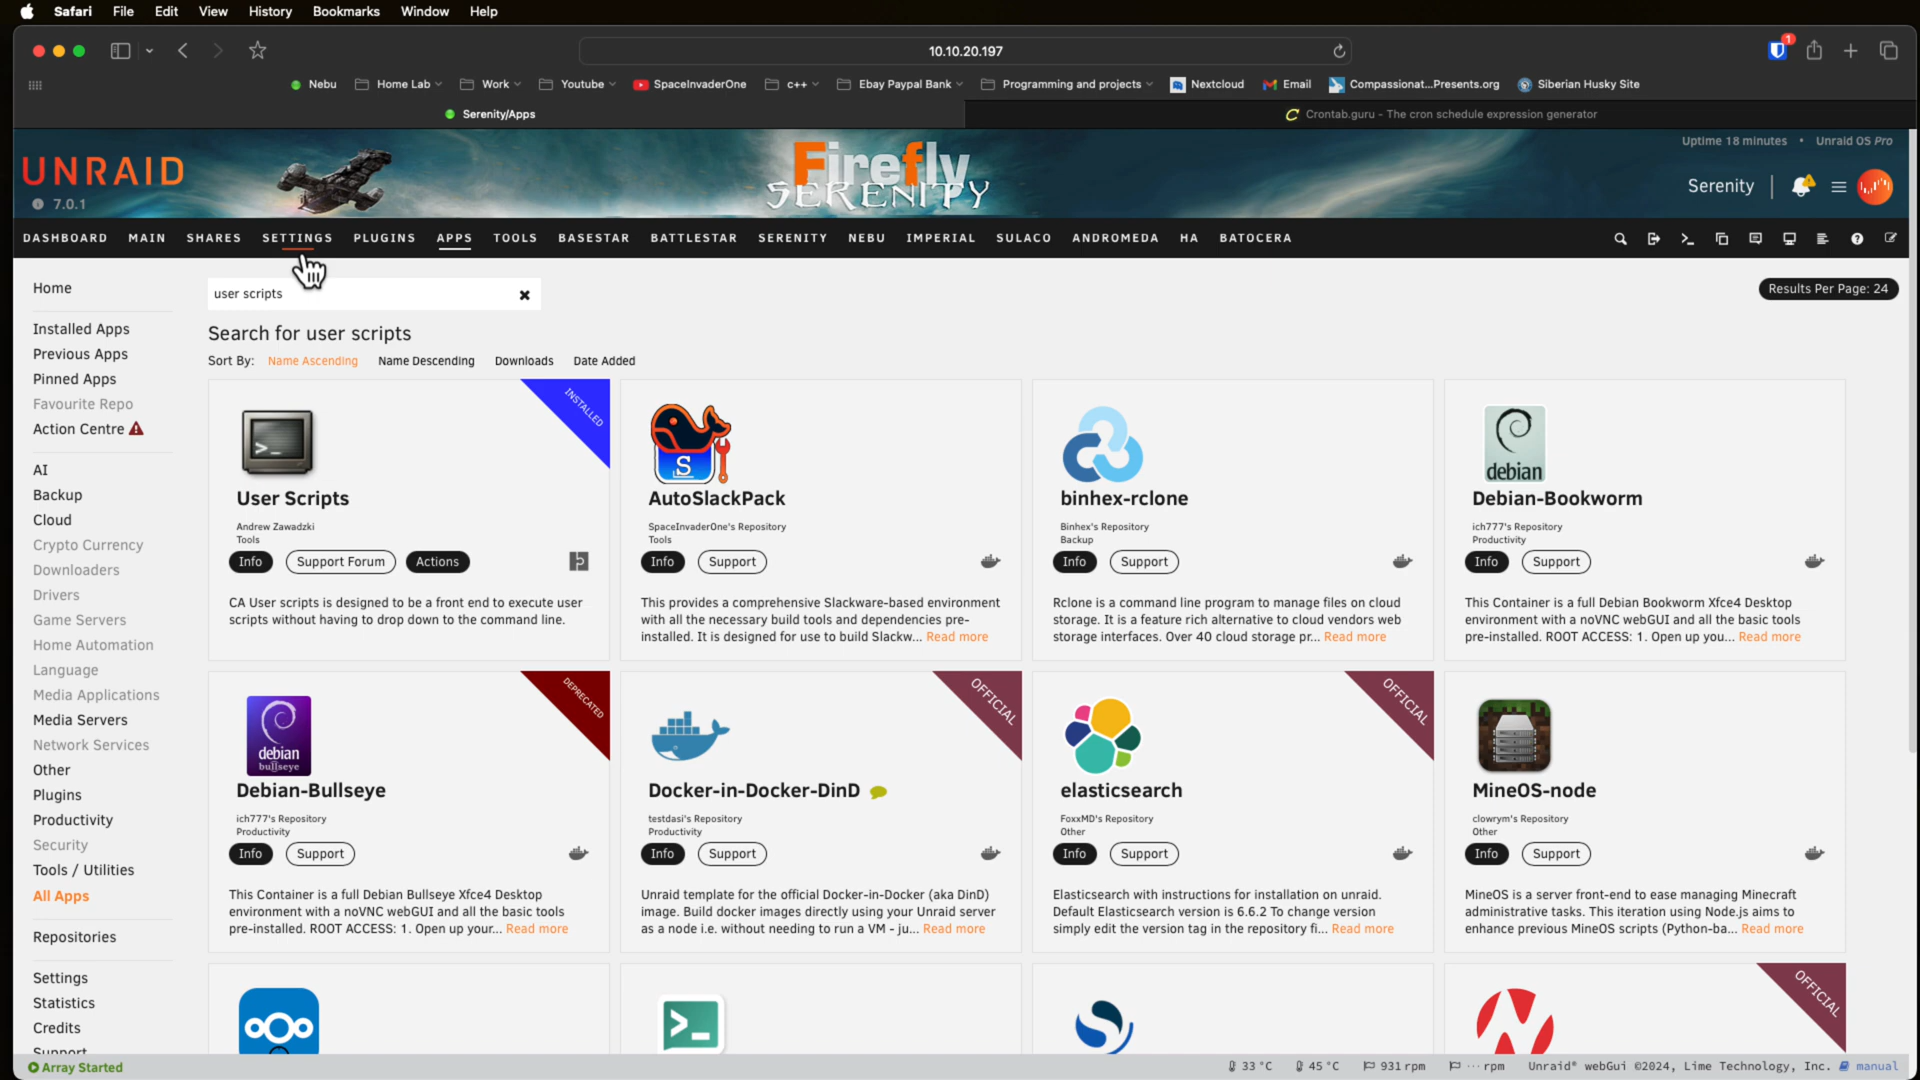 Safari File Edit View History Bookmarks Window Help
10.10.20.197
1
Nebu Home Lab Work Youtube SpaceInvaderOne c++ Ebay Paypal Bank Programming and projects Nextcloud Email Compassionat...Presents.org Siberian Husky Site
Serenity/Apps
Crontab.guru - The cron schedule expression generator
UNRAID
7.0.1
Firefly
SERENITY
Uptime 18 minutes • Unraid OS Pro
Serenity
DASHBOARD MAIN SHARES SETTINGS PLUGINS APPS TOOLS BASESTAR BATTLESTAR SERENITY NEBU IMPERIAL SULACO ANDROMEDA HA BATOCERA
Home
Installed Apps
Previous Apps
Pinned Apps
Favourite Repo
Action Centre
AI
Backup
Cloud
Crypto Currency
Downloaders
Drivers
Game Servers
Home Automation
Language
Media Applications
Media Servers
Network Services
Other
Plugins
Productivity
Security
Tools / Utilities
All Apps
Repositories
Settings
Statistics
Credits
Support
user scripts
Results Per Page: 24
Search for user scripts
Sort By: Name Ascending Name Descending Downloads Date Added
INSTALLED
User Scripts
Andrew Zawadzki
Tools
Info Support Forum Actions
CA User scripts is designed to be a front end to execute user
scripts without having to drop down to the command line.
S
AutoSlackPack
SpaceInvaderOne's Repository
Tools
Info Support
This provides a comprehensive Slackware-based environment
with all the necessary build tools and dependencies pre-
installed. It is designed for use to build Slackw... Read more
binhex-rclone
Binhex's Repository
Backup
Info Support
Rclone is a command line program to manage files on cloud
storage. It is a feature rich alternative to cloud vendors web
storage interfaces. Over 40 cloud storage pr... Read more
debian
Debian-Bookworm
ich777's Repository
Productivity
Info Support
This Container is a full Debian Bookworm Xfce4 Desktop
environment with a noVNC webGUI and all the basic tools
pre-installed. ROOT ACCESS: 1. Open up you... Read more
DEPRECATED
debian
bullseye
Debian-Bullseye
ich777's Repository
Productivity
Info Support
This Container is a full Debian Bullseye Xfce4 Desktop
environment with a noVNC webGUI and all the basic tools
pre-installed. ROOT ACCESS: 1. Open up your... Read more
OFFICIAL
Docker-in-Docker-DinD
testdasi's Repository
Productivity
Info Support
Unraid template for the official Docker-in-Docker (aka DinD)
image. Build docker images directly using your Unraid server
as a node i.e. without needing to run a VM - ju... Read more
OFFICIAL
elasticsearch
FoxxMD's Repository
Other
Info Support
Elasticsearch with instructions for installation on unraid.
Default Elasticsearch version is 6.6.2 To change version
simply edit the version tag in the repository fi... Read more
MineOS-node
clowrym's Repository
Other
Info Support
MineOS is a server front-end to ease managing Minecraft
administrative tasks. This iteration using Node.js aims to
enhance previous MineOS scripts (Python-ba... Read more
OFFICIAL
Array Started
33 °C 45 °C 931 rpm ... rpm Unraid® webGui ©2024, Lime Technology, Inc. manual